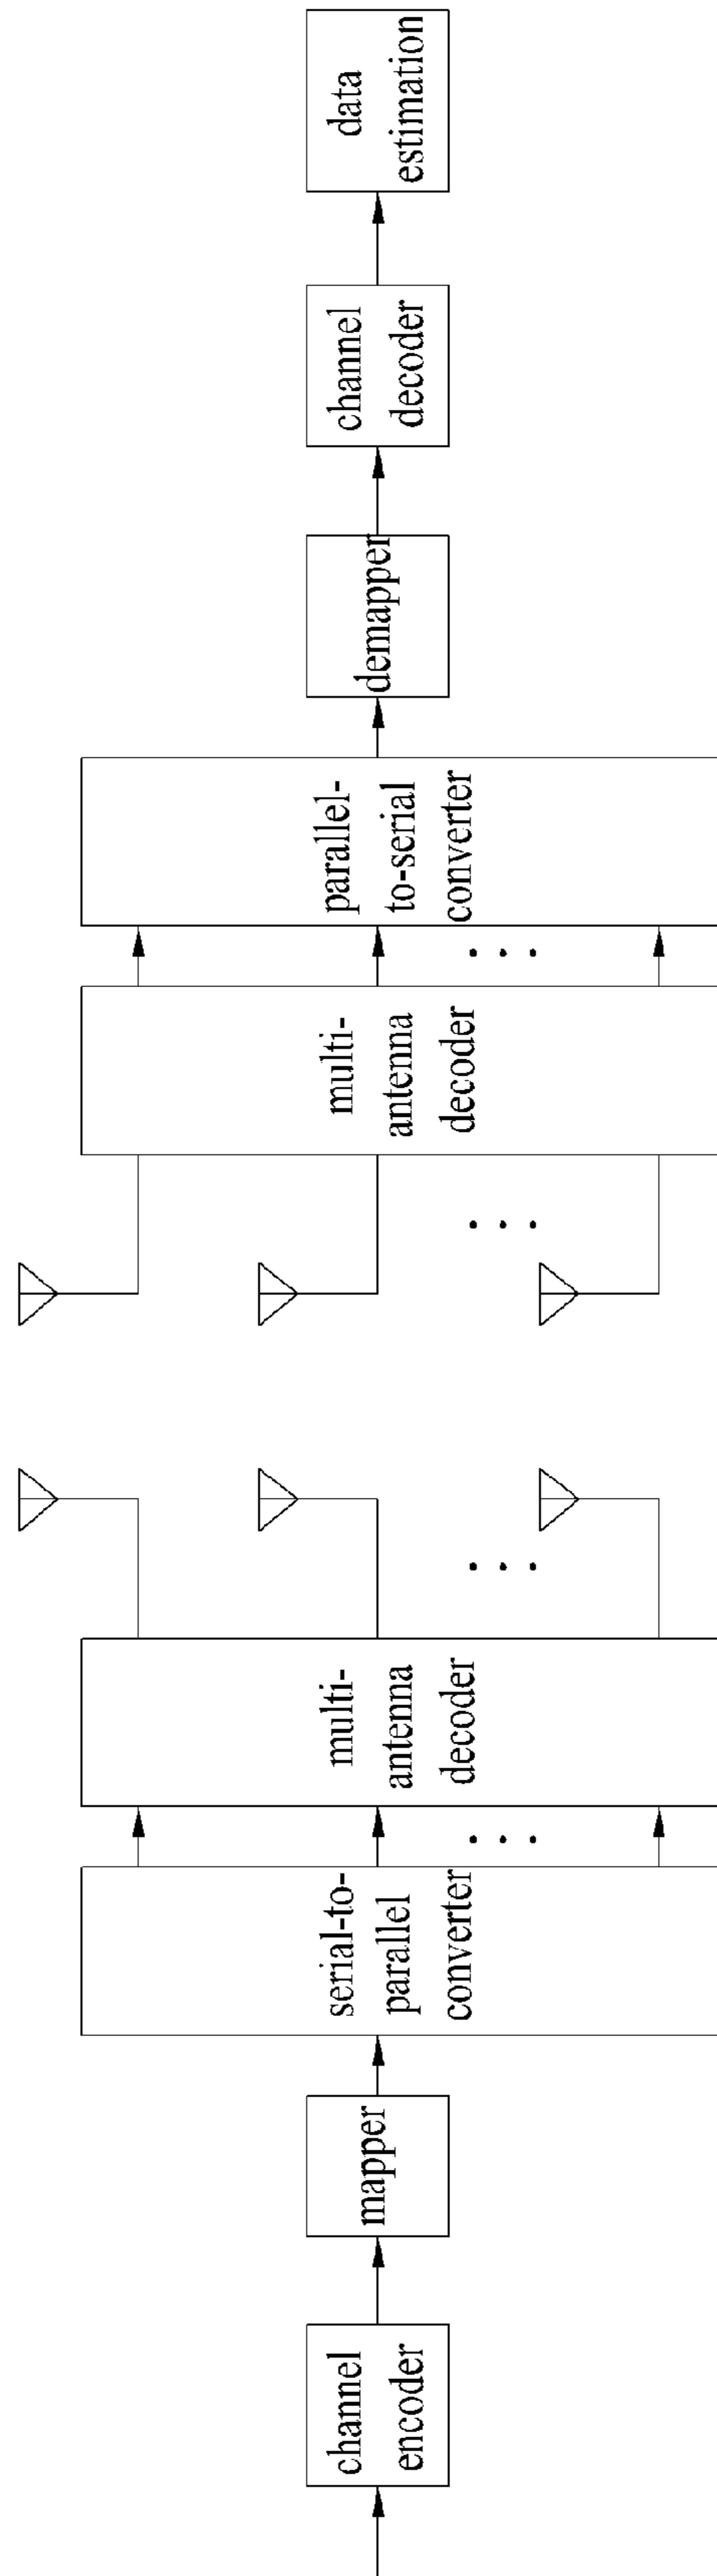 channel
encoder
mapper
serial-to-
parallel
converter
multi-
antenna
decoder
multi-
antenna
decoder
parallel-
to-serial
converter
demapper
channel
decoder
data
estimation